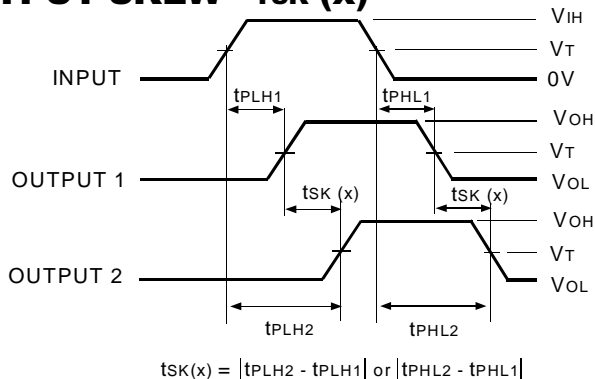 SKEW - TSK (x)
VIH
VT
INPUT
0V
tPLH1
tPHL1
VOH
VT
OUTPUT 1
VOL
tSK (x)
tSK (x)
VOH
VT
OUTPUT 2
VOL
tPLH2
tPHL2
tSK(x) = |tPLH2 - tPLH1| or |tPHL2 - tPHL1|